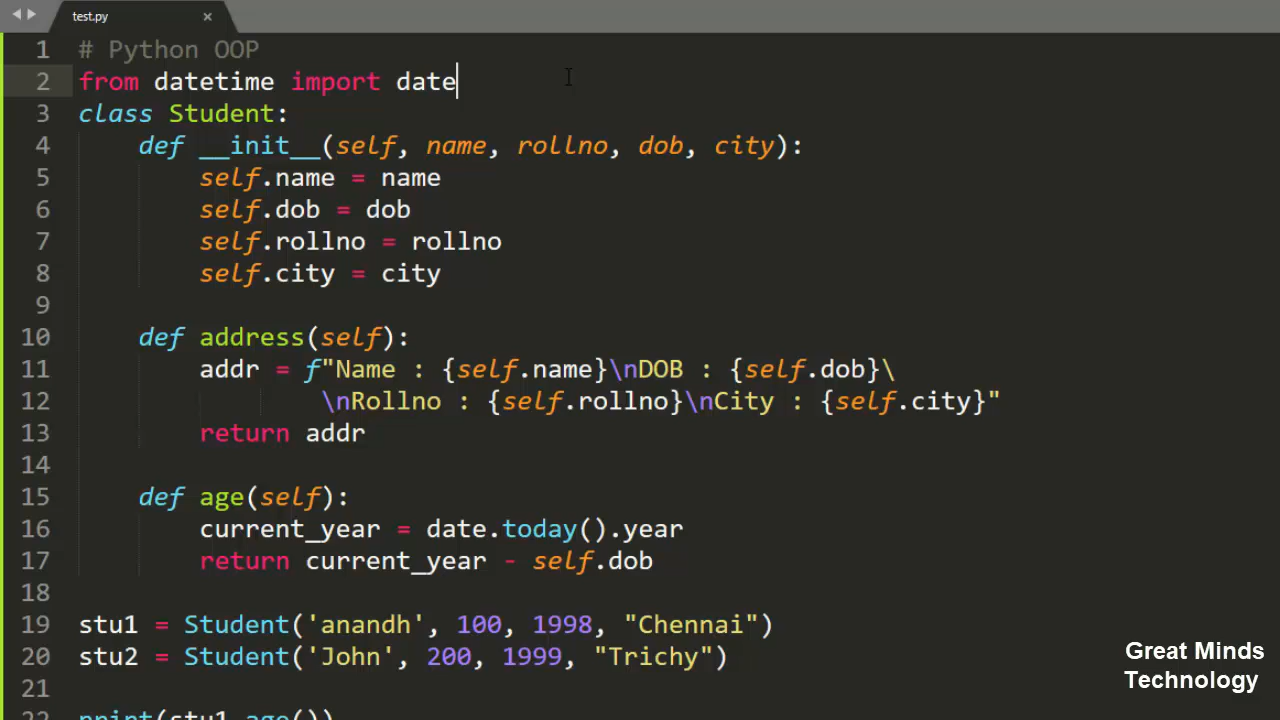 test.py ×
1 # Python OOP
2 from datetime import date
3 class Student:
4     def __init__(self, name, rollno, dob, city):
5         self.name = name
6         self.dob = dob
7         self.rollno = rollno
8         self.city = city
9
10     def address(self):
11         addr = f"Name : {self.name}\nDOB : {self.dob}\
12                 \nRollno : {self.rollno}\nCity : {self.city}"
13         return addr
14
15     def age(self):
16         current_year = date.today().year
17         return current_year - self.dob
18
19 stu1 = Student('anandh', 100, 1998, "Chennai")
20 stu2 = Student('John', 200, 1999, "Trichy")
21
22 print(stu1.age())
Great Minds
Technology